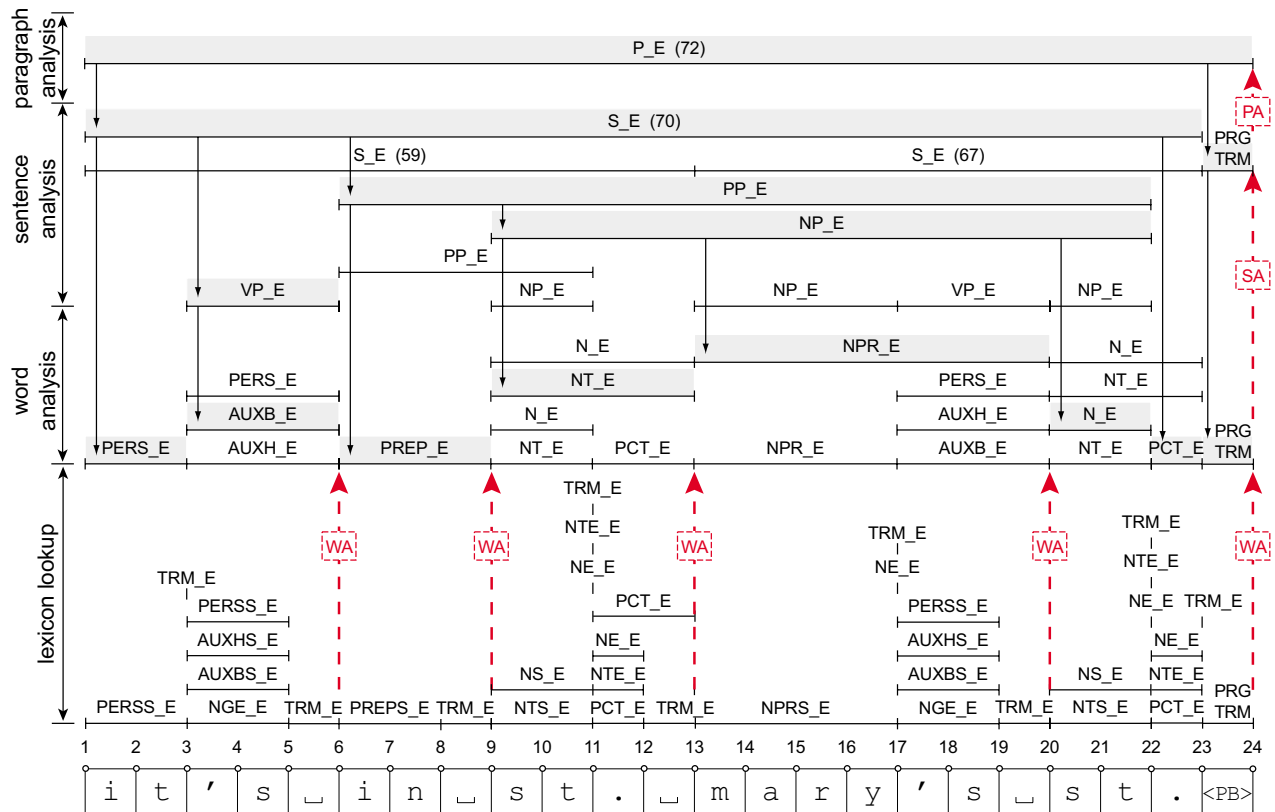 paragraph analysis
P_E (72)
PA
sentence analysis
S_E (70)
PRG
S_E (59) S_E (67) TRM
PP_E
NP_E
PP_E
SA
VP_E NP_E NP_E VP_E NP_E
word analysis
N_E NPR_E N_E
PERS_E NT_E PERS_E NT_E
AUXB_E N_E AUXH_E N_E
PRG
PERS_E AUXH_E PREP_E NT_E PCT_E NPR_E AUXB_E NT_E PCT_E TRM
lexicon lookup
TRM_E
NTE_E TRM_E TRM_E
WA WA WA WA WA
NE_E NE_E NTE_E
TRM_E
PERSS_E PCT_E PERSS_E NE_E TRM_E
AUXHS_E NE_E AUXHS_E NE_E
AUXBS_E NS_E NTE_E AUXBS_E NS_E NTE_E
PRG
PERSS_E NGE_E TRM_E PREPS_E TRM_E NTS_E PCT_E TRM_E NPRS_E NGE_E TRM_E NTS_E PCT_E TRM
1 2 3 4 5 6 7 8 9 10 11 12 13 14 15 16 17 18 19 20 21 22 23 24
i t ' s ␣ i n ␣ s t . ␣ m a r y ' s ␣ s t . <PB>